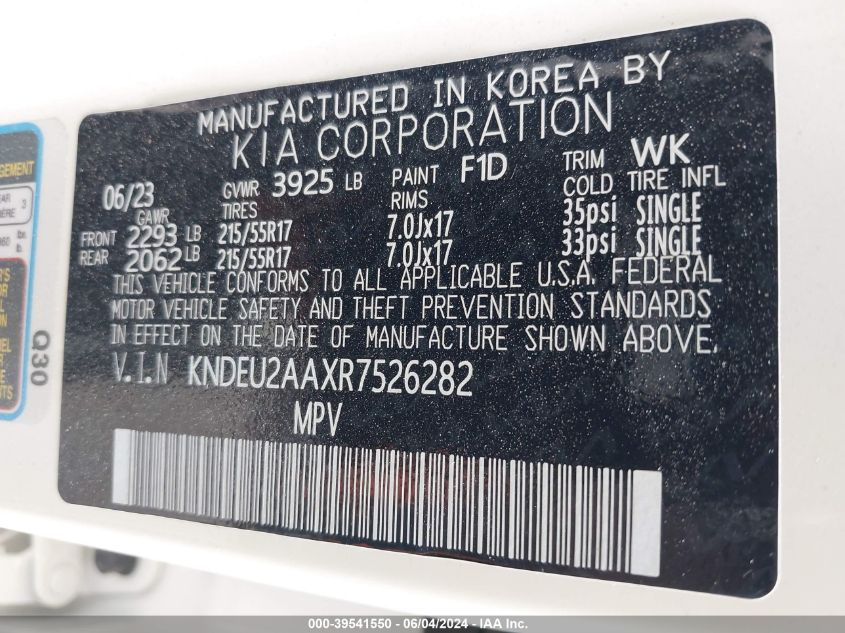 MANUFACTURED IN KOREA BY
KIA CORPORATION
06/23 GVWR 3925 LB PAINT F1D TRIM WK
GAWR TIRES RIMS COLD TIRE INFL
FRONT 2293 LB 215/55R17 7.0Jx17 35psi SINGLE
REAR 2062 LB 215/55R17 7.0Jx17 33psi SINGLE
THIS VEHICLE CONFORMS TO ALL APPLICABLE U.S.A. FEDERAL
MOTOR VEHICLE SAFETY AND THEFT PREVENTION STANDARDS
IN EFFECT ON THE DATE OF MANUFACTURE SHOWN ABOVE.
V.I.N KNDEU2AAXR7526282
MPV
Q30
000-39541550 - 06/04/2024 - IAA Inc.